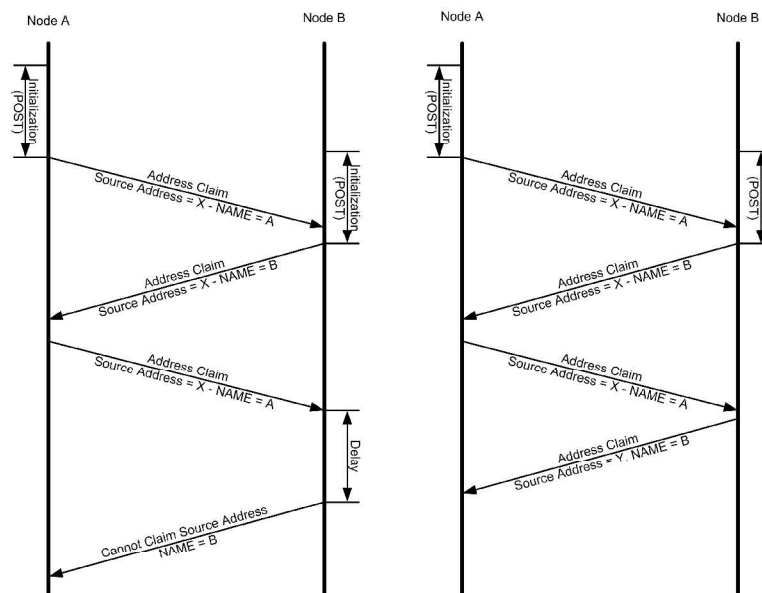 Node A
Node B
Initialization
(POST)
Address Claim
Source Address = X - NAME = A
Initialization
(POST)
Address Claim
Source Address = X - NAME = B
Address Claim
Source Address = X - NAME = A
Delay
Cannot Claim Source Address
NAME = B
Node A
Node B
Initialization
(POST)
Address Claim
Source Address = X - NAME = A
(POST)
Address Claim
Source Address = X - NAME = B
Address Claim
Source Address = X - NAME = A
Address Claim
Source Address = Y, NAME = B